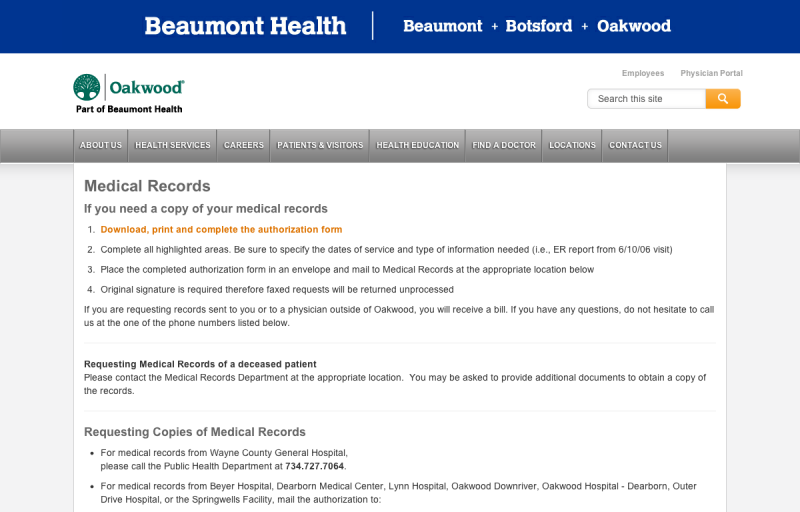 Beaumont Health
Beaumont + Botsford + Oakwood
Employees Physician Portal
Oakwood®
Part of Beaumont Health
Search this site
ABOUT US HEALTH SERVICES CAREERS PATIENTS & VISITORS HEALTH EDUCATION FIND A DOCTOR LOCATIONS CONTACT US
Medical Records
If you need a copy of your medical records
1. Download, print and complete the authorization form
2. Complete all highlighted areas. Be sure to specify the dates of service and type of information needed (i.e., ER report from 6/10/06 visit)
3. Place the completed authorization form in an envelope and mail to Medical Records at the appropriate location below
4. Original signature is required therefore faxed requests will be returned unprocessed
If you are requesting records sent to you or to a physician outside of Oakwood, you will receive a bill. If you have any questions, do not hesitate to call
us at the one of the phone numbers listed below.
Requesting Medical Records of a deceased patient
Please contact the Medical Records Department at the appropriate location. You may be asked to provide additional documents to obtain a copy of
the records.
Requesting Copies of Medical Records
• For medical records from Wayne County General Hospital,
please call the Public Health Department at 734.727.7064.
• For medical records from Beyer Hospital, Dearborn Medical Center, Lynn Hospital, Oakwood Downriver, Oakwood Hospital - Dearborn, Outer
Drive Hospital, or the Springwells Facility, mail the authorization to: